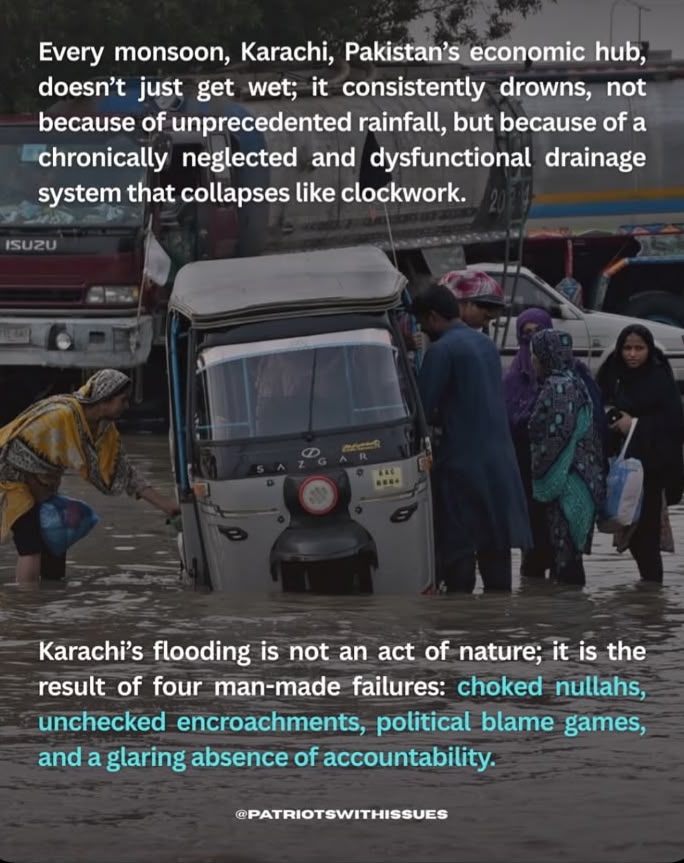 Every monsoon, Karachi, Pakistan's economic hub,
doesn't just get wet; it consistently drowns, not
because of unprecedented rainfall, but because of a
chronically neglected and dysfunctional drainage
system that collapses like clockwork.
ISUZU
SAZGAR
Karachi's flooding is not an act of nature; it is the
result of four man-made failures: choked nullahs,
unchecked encroachments, political blame games,
and a glaring absence of accountability.
@PATRIOTSWITHISSUES